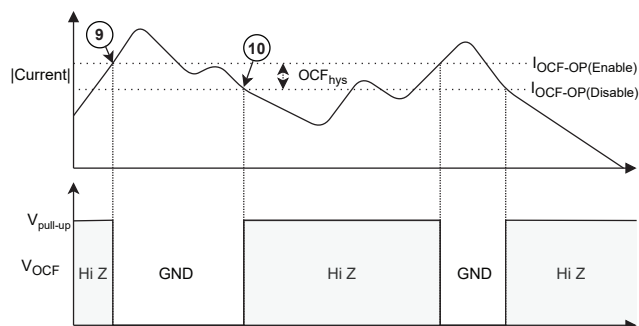 9
10
|Current|
OCFhys
IOCF-OP(Enable)
IOCF-OP(Disable)
Vpull-up
VOCF
Hi Z
GND
Hi Z
GND
Hi Z